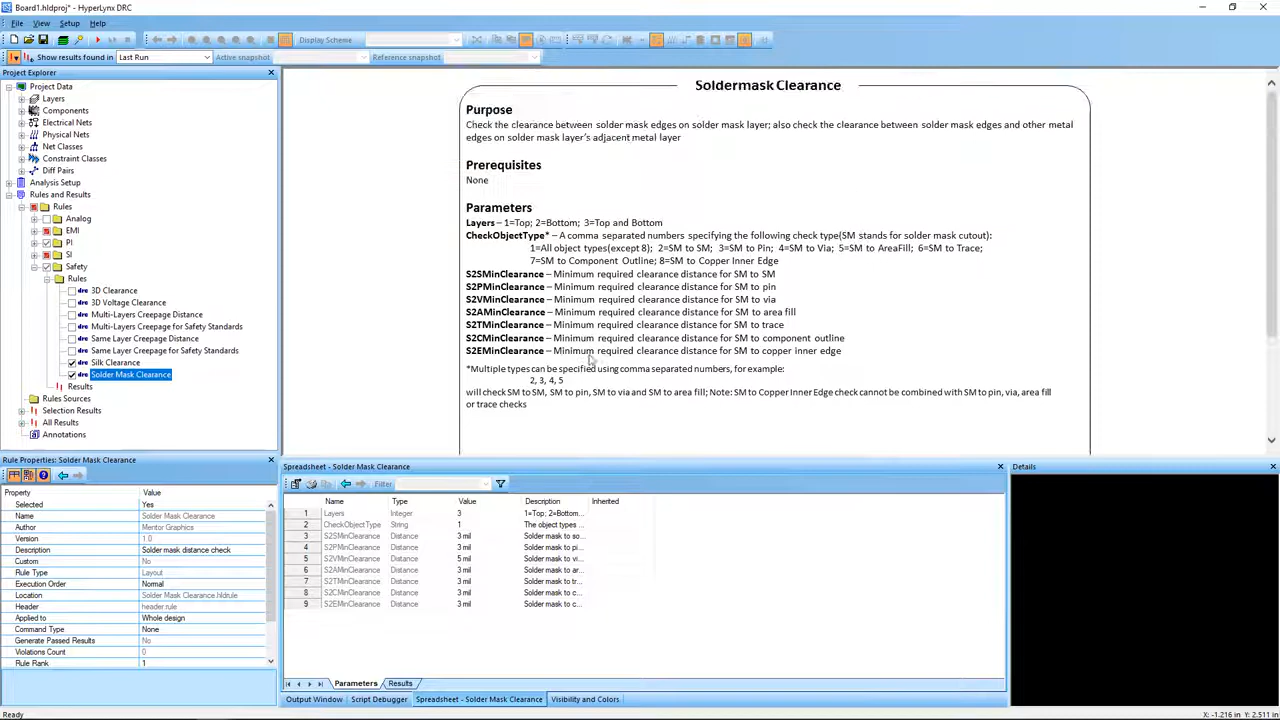 Board1.hldproj* - HyperLynx DRC
File View Setup Help
Display Scheme
Show results found in Last Run Active snapshot Reference snapshot
Project Explorer
Project Data
Layers
Components
Electrical Nets
Physical Nets
Net Classes
Constraint Classes
Diff Pairs
Analysis Setup
Rules and Results
Rules
Analog
EMI
PI
SI
Safety
Rules
3D Clearance
3D Voltage Clearance
Multi-Layers Creepage Distance
Multi-Layers Creepage for Safety Standards
Same Layer Creepage Distance
Same Layer Creepage for Safety Standards
Silk Clearance
Solder Mask Clearance
Results
Rules Sources
Selection Results
All Results
Annotations
Soldermask Clearance
Purpose
Check the clearance between solder mask edges on solder mask layer; also check the clearance between solder mask edges and other metal
edges on solder mask layer's adjacent metal layer
Prerequisites
None
Parameters
Layers – 1=Top; 2=Bottom; 3=Top and Bottom
CheckObjectType* – A comma separated numbers specifying the following check type(SM stands for solder mask cutout):
1=All object types(except 8); 2=SM to SM; 3=SM to Pin; 4=SM to Via; 5=SM to AreaFill; 6=SM to Trace;
7=SM to Component Outline; 8=SM to Copper Inner Edge
S2SMinClearance – Minimum required clearance distance for SM to SM
S2PMinClearance – Minimum required clearance distance for SM to pin
S2VMinClearance – Minimum required clearance distance for SM to via
S2AMinClearance – Minimum required clearance distance for SM to area fill
S2TMinClearance – Minimum required clearance distance for SM to trace
S2CMinClearance – Minimum required clearance distance for SM to component outline
S2EMinClearance – Minimum required clearance distance for SM to copper inner edge
*Multiple types can be specified using comma separated numbers, for example:
2, 3, 4, 5
will check SM to SM, SM to pin, SM to via and SM to area fill; Note: SM to Copper Inner Edge check cannot be combined with SM to pin, via, area fill
or trace checks
Rule Properties: Solder Mask Clearance
Property Value
Selected Yes
Name Solder Mask Clearance
Author Mentor Graphics
Version 1.0
Description Solder mask distance check
Custom No
Rule Type Layout
Execution Order Normal
Location Solder Mask Clearance.hldrule
Header header rule
Applied to Whole design
Command Type None
Generate Passed Results No
Violations Count 0
Rule Rank 1
Spreadsheet - Solder Mask Clearance
Filter
Name Type Value Description Inherited
1 Layers Integer 3 1=Top; 2=Bottom...
2 CheckObjectType String 1 The object types ...
3 S2SMinClearance Distance 3 mil Solder mask to so...
4 S2PMinClearance Distance 3 mil Solder mask to pi...
5 S2VMinClearance Distance 5 mil Solder mask to vi...
6 S2AMinClearance Distance 3 mil Solder mask to ar...
7 S2TMinClearance Distance 3 mil Solder mask to tr...
8 S2CMinClearance Distance 3 mil Solder mask to c...
9 S2EMinClearance Distance 3 mil Solder mask to c...
Parameters Results
Output Window Script Debugger Spreadsheet - Solder Mask Clearance Visibility and Colors
Details
Ready
X: -1.216 in Y: 2.511 in